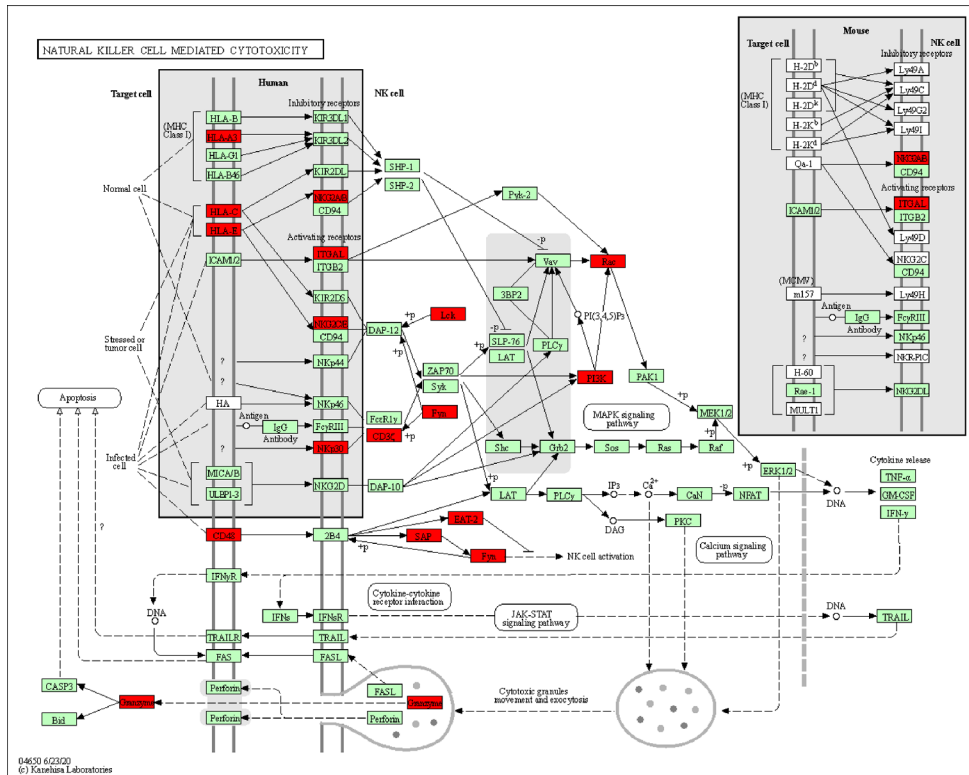 NATURAL KILLER CELL MEDIATED CYTOTOXICITY
Target cell
Human
NK cell
Inhibitory receptors
(MHC
Class I)
HLA-B
KIR3DL1
KIR3DL2
HLA-G1
HLA-B46
KIR2DL
SHP-1
SHP-2
Normal cell
HLA-C
CD94
Pyk-2
Activating receptors
ITGAL
ITGB2
ICAM1/2
-p
Vav
Rac
KIR2DS
3BP2
PI(3,4,5)P3
+p
Lck
CD94
DAP-12
+p
-p
+p
SLP-76
LAT
PLCγ
Stressed or
tumor cell
?
NKp44
ZAP70
Syk
PI3K
PAK1
Apoptosis
?
HA
NKp46
FcεR1γ
Fyn
MAPK signaling
pathway
+p
MEK1/2
Antigen
IgG
Antibody
FcγRIII
CD3ζ
+p
Shc
Grb2
Sos
Ras
Raf
+p
?
NKp30
Infected
cell
MICA/B
ULBP1-3
NKG2D
DAP-10
+p
LAT
PLCγ
IP3
Ca2+
CaN
-p
NFAT
+p
ERK1/2
DNA
Cytokine release
TNF-α
GM-CSF
IFN-γ
DAG
PKC
?
CD48
2B4
+p
EAT-2
SAP
Fyn
NK cell activation
Calcium signaling
pathway
IFNγR
DNA
Cytokine-cytokine
receptor interaction
IFNs
IFNsR
JAK-STAT
signaling pathway
DNA
TRAIL
TRAILR
TRAIL
FAS
FASL
CASP3
Bid
Perforin
Perforin
FASL
Perforin
Cytotoxic granules
movement and exocytosis
Mouse
Target cell
NK cell
Inhibitory receptors
(MHC
Class I)
H-2Db
H-2Dd
H-2Dk
H-2Kb
H-2Kd
Ly49A
Ly49C
Ly49G2
Ly49I
Qa-1
CD94
Activating receptors
ICAM1/2
ITGAL
ITGB2
Ly49D
NKG2C
CD94
(MCMV)
m157
Ly49H
Antigen
IgG
Antibody
FcγRIII
?
NKp46
?
NKR-P1C
H-60
Rae-1
MULT1
NKG2DL
04650 6/23/20
(c) Kanehisa Laboratories